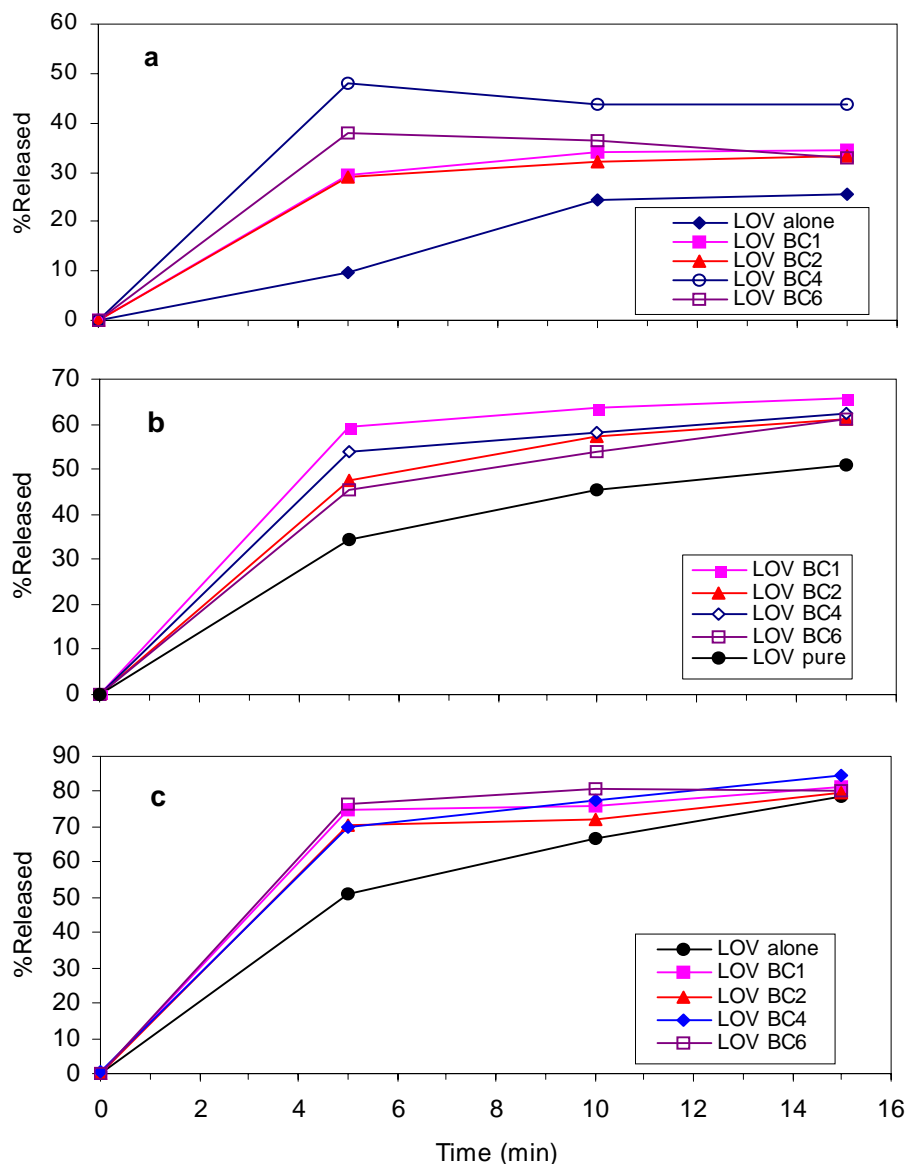 60
50
40
30
20
10
0
%Released
a
LOV alone
LOV BC1
LOV BC2
LOV BC4
LOV BC6
70
60
50
40
30
20
10
0
%Released
b
LOV BC1
LOV BC2
LOV BC4
LOV BC6
LOV pure
90
80
70
60
50
40
30
20
10
0
%Released
c
LOV alone
LOV BC1
LOV BC2
LOV BC4
LOV BC6
0 2 4 6 8 10 12 14 16
Time (min)